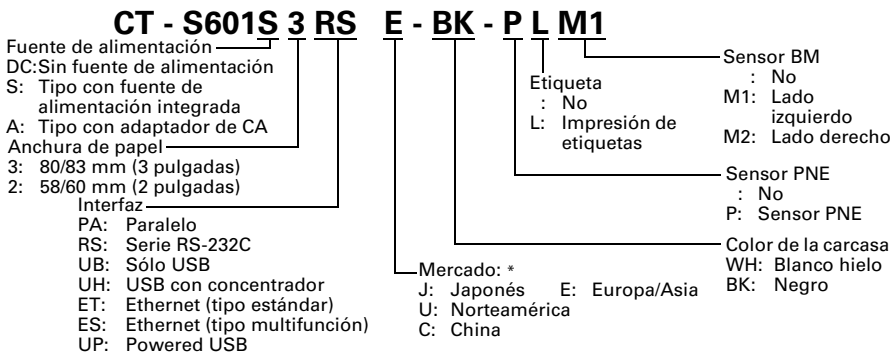 CT - S601S 3 RS E - BK - P L M1
Fuente de alimentación
DC:Sin fuente de alimentación
S: Tipo con fuente de
alimentación integrada
A: Tipo con adaptador de CA
Anchura de papel
3: 80/83 mm (3 pulgadas)
2: 58/60 mm (2 pulgadas)
Interfaz
PA: Paralelo
RS: Serie RS-232C
UB: Sólo USB
UH: USB con concentrador
ET: Ethernet (tipo estándar)
ES: Ethernet (tipo multifunción)
UP: Powered USB
Mercado: *
J: Japonés E: Europa/Asia
U: Norteamérica
C: China
Etiqueta
: No
L: Impresión de
etiquetas
Sensor BM
: No
M1: Lado
izquierdo
M2: Lado derecho
Sensor PNE
: No
P: Sensor PNE
Color de la carcasa
WH: Blanco hielo
BK: Negro